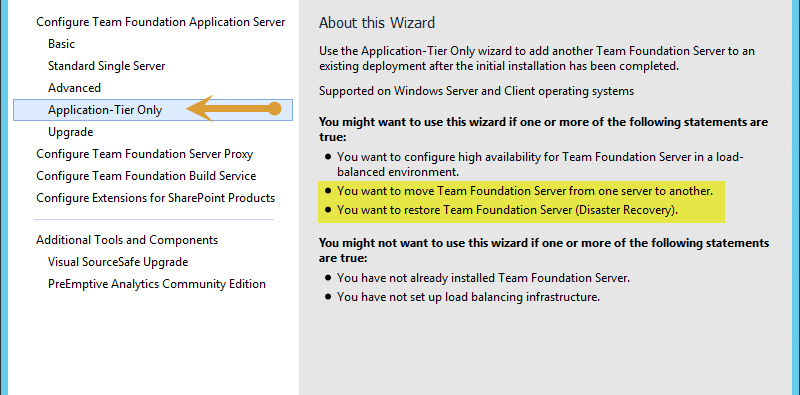 Configure Team Foundation Application Server
Basic
Standard Single Server
Advanced
Application-Tier Only
Upgrade
Configure Team Foundation Server Proxy
Configure Team Foundation Build Service
Configure Extensions for SharePoint Products
Additional Tools and Components
Visual SourceSafe Upgrade
PreEmptive Analytics Community Edition
About this Wizard
Use the Application-Tier Only wizard to add another Team Foundation Server to an
existing deployment after the initial installation has been completed.
Supported on Windows Server and Client operating systems
You might want to use this wizard if one or more of the following statements are
true:
● You want to configure high availability for Team Foundation Server in a load-
balanced environment.
● You want to move Team Foundation Server from one server to another.
● You want to restore Team Foundation Server (Disaster Recovery).
You might not want to use this wizard if one or more of the following statements
are true:
● You have not already installed Team Foundation Server.
● You have not set up load balancing infrastructure.